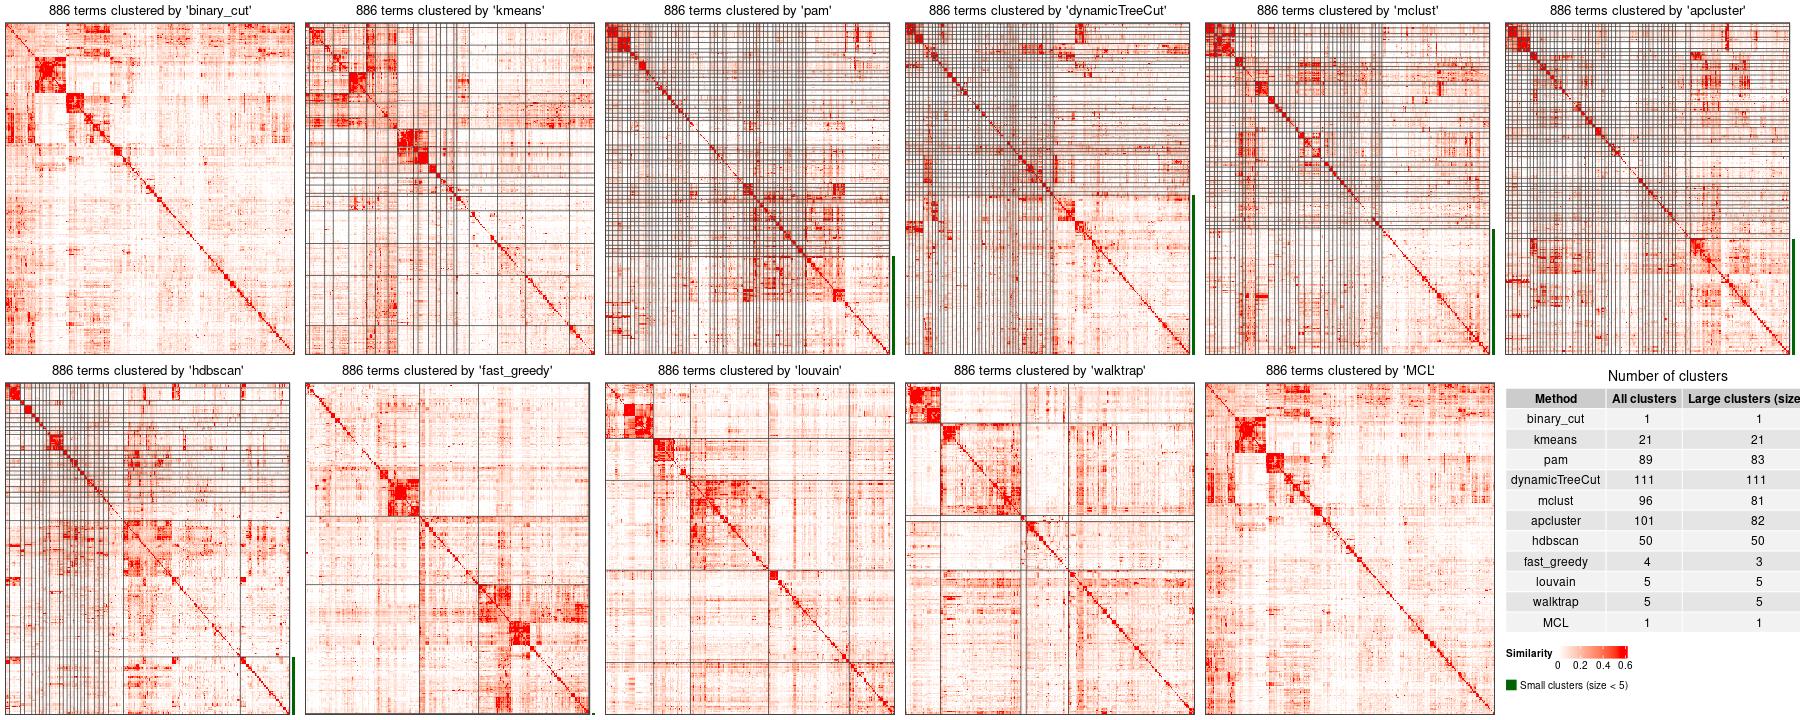 886 terms clustered by 'binary_cut'
886 terms clustered by 'kmeans'
886 terms clustered by 'pam'
886 terms clustered by 'dynamicTreeCut'
886 terms clustered by 'mclust'
886 terms clustered by 'apcluster'
886 terms clustered by 'hdbscan'
886 terms clustered by 'fast_greedy'
886 terms clustered by 'louvain'
886 terms clustered by 'walktrap'
886 terms clustered by 'MCL'
Number of clusters
Method All clusters Large clusters (size
binary_cut 1 1
kmeans 21 21
pam 89 83
dynamicTreeCut 111 111
mclust 96 81
apcluster 101 82
hdbscan 50 50
fast_greedy 4 3
louvain 5 5
walktrap 5 5
MCL 1 1
Similarity
0 0.2 0.4 0.6
Small clusters (size < 5)